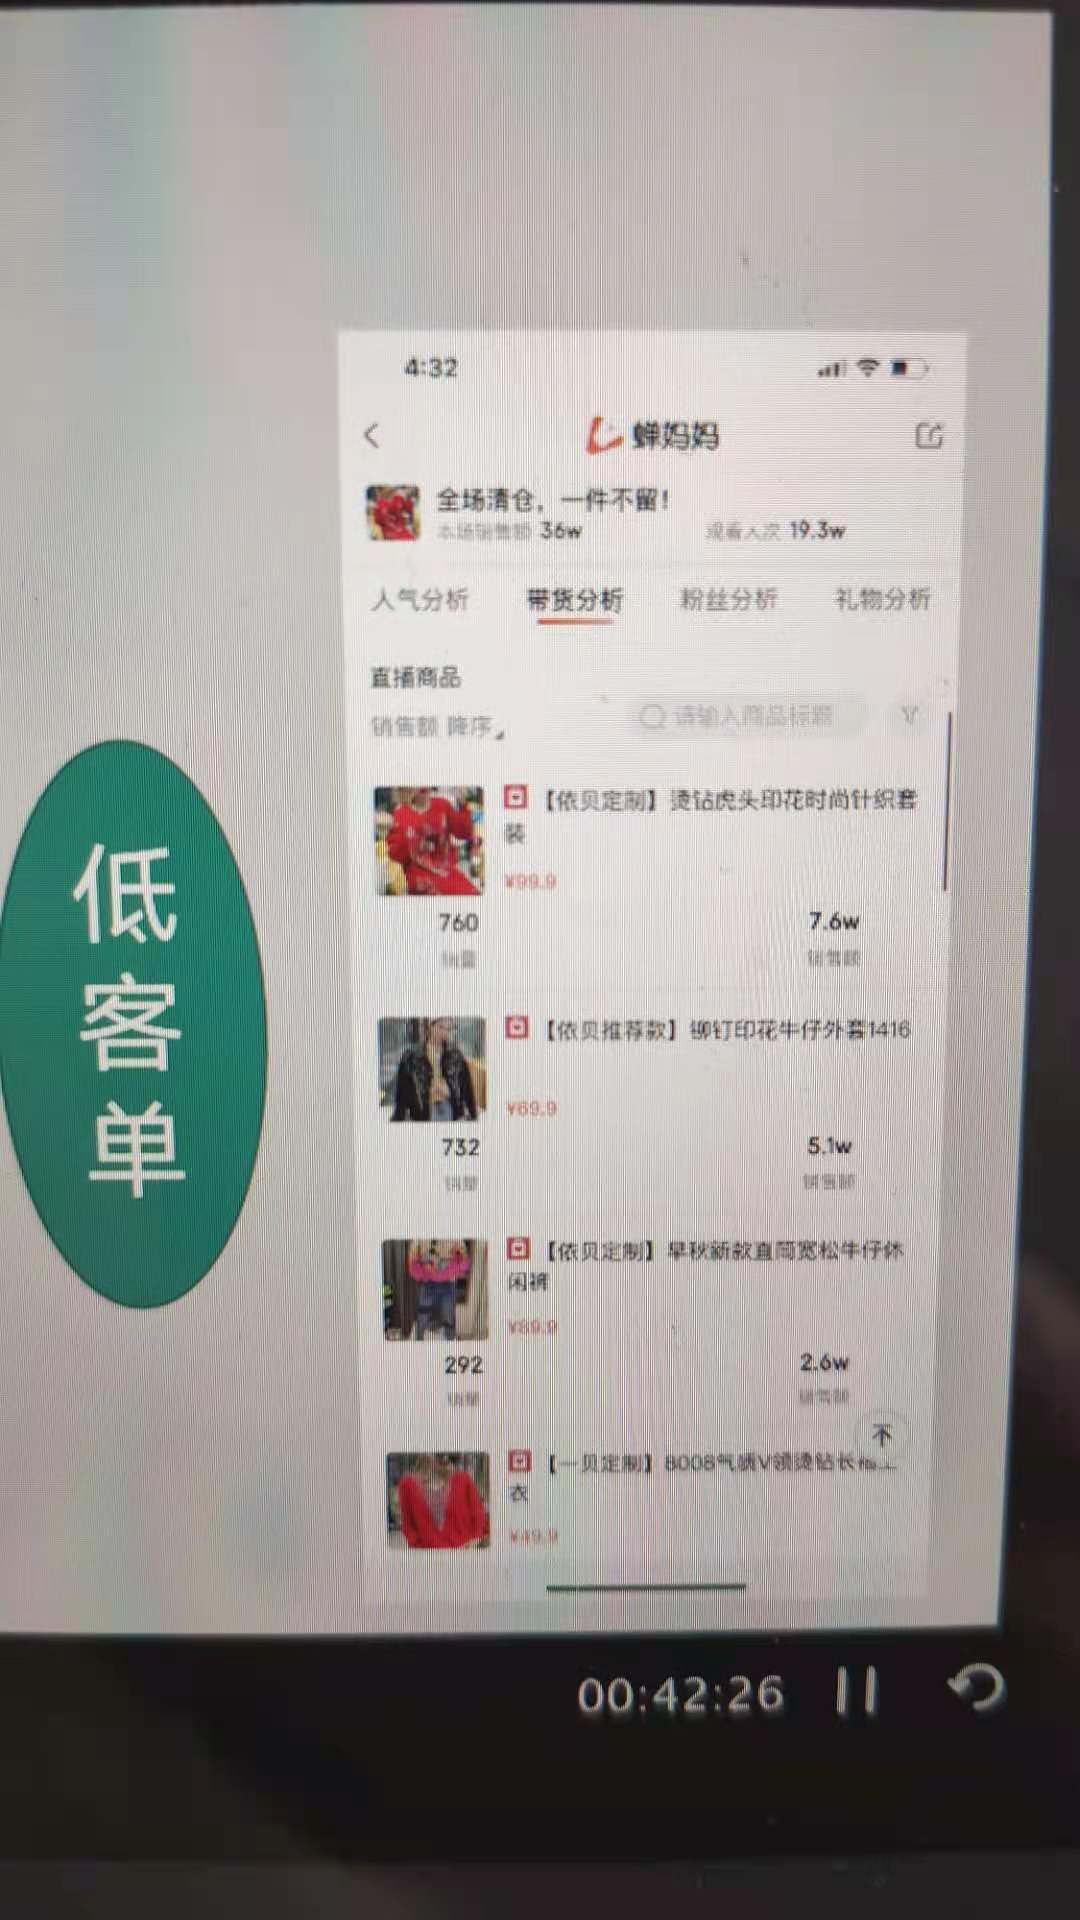 4:32
蝉妈妈
全场清仓，一件不留！
本场销售额 36w 观看人次 19.3w
人气分析 带货分析 粉丝分析 礼物分析
直播商品
销售额 降序
请输入商品标题
【依贝定制】烫钻虎头印花时尚针织套
装
¥99.9
760 7.6w
销量 销售额
【依贝推荐款】铆钉印花牛仔外套1416
¥69.9
732 5.1w
销量 销售额
【依贝定制】早秋新款直筒宽松牛仔休
闲裤
¥89.9
292 2.6w
销量 销售额
【一贝定制】8008气质V领烫钻长
衣
¥49.9
低
客
单
00:42:26